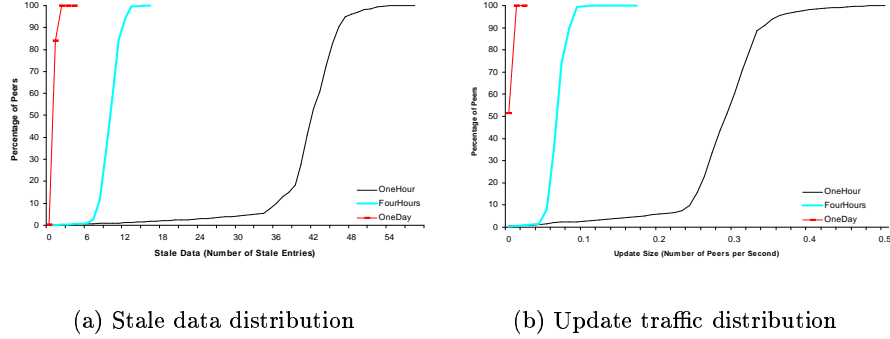 100
90
80
70
60
50
40
30
20
10
0
Percentage of Peers
0 6 12 18 24 30 36 42 48 54
Stale Data (Number of Stale Entries)
OneHour
FourHours
OneDay
(a) Stale data distribution
100
90
80
70
60
50
40
30
20
10
0
Percentage of Peers
0 0.1 0.2 0.3 0.4 0.5
Update Size (Number of Peers per Second)
OneHour
FourHours
OneDay
(b) Update traffic distribution